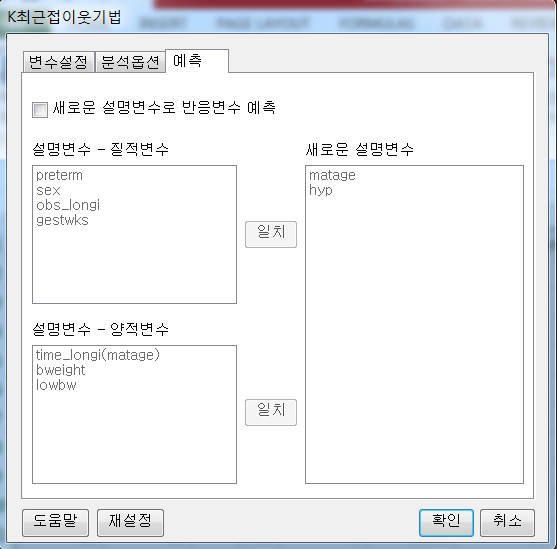 K최근접이웃기법
INSERT PAGE LAYOUT FORMULAS DATA REVIE
변수설정 분석옵션 예측
새로운 설명변수로 반응변수 예측
설명변수 - 질적변수
새로운 설명변수
preterm
sex
obs_longi
gestwks
matage
hyp
일치
설명변수 - 양적변수
time_longi(matage)
bweight
lowbw
일치
도움말 재설정 확인 취소